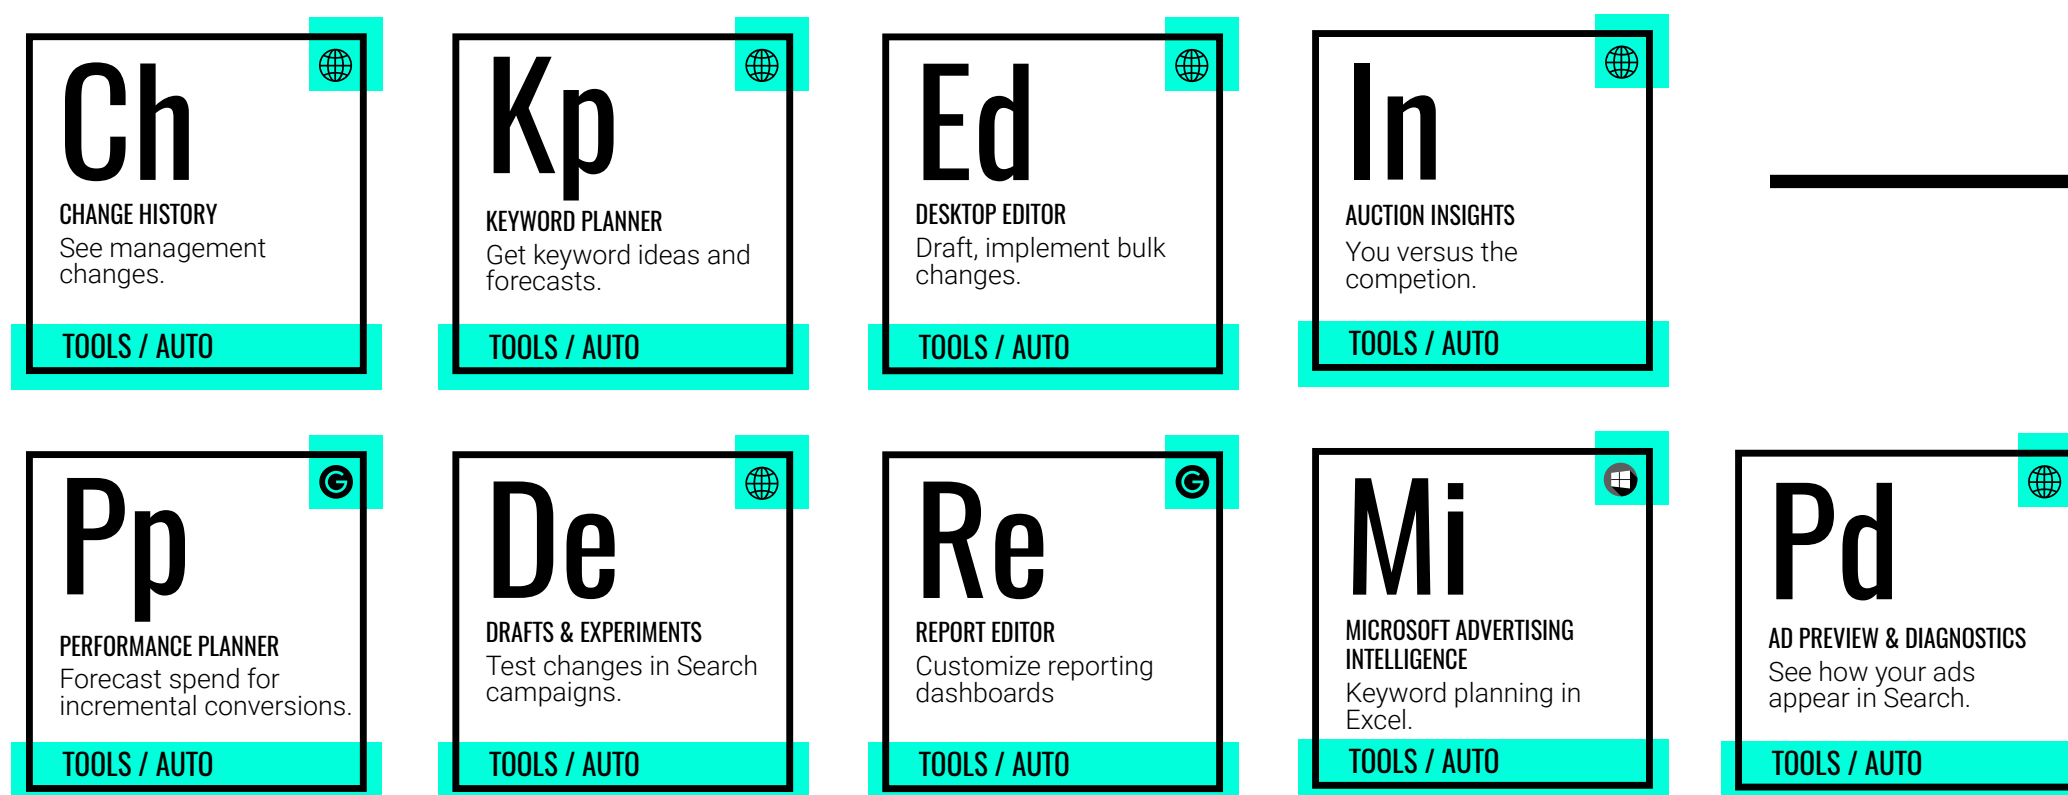 Ch
CHANGE HISTORY
See management
changes.
TOOLS / AUTO
Kp
KEYWORD PLANNER
Get keyword ideas and
forecasts.
TOOLS / AUTO
Ed
DESKTOP EDITOR
Draft, implement bulk
changes.
TOOLS / AUTO
In
AUCTION INSIGHTS
You versus the
competion.
TOOLS / AUTO
Pp
PERFORMANCE PLANNER
Forecast spend for
incremental conversions.
TOOLS / AUTO
De
DRAFTS & EXPERIMENTS
Test changes in Search
campaigns.
TOOLS / AUTO
Re
REPORT EDITOR
Customize reporting
dashboards
TOOLS / AUTO
Mi
MICROSOFT ADVERTISING
INTELLIGENCE
Keyword planning in
Excel.
TOOLS / AUTO
Pd
AD PREVIEW & DIAGNOSTICS
See how your ads
appear in Search.
TOOLS / AUTO